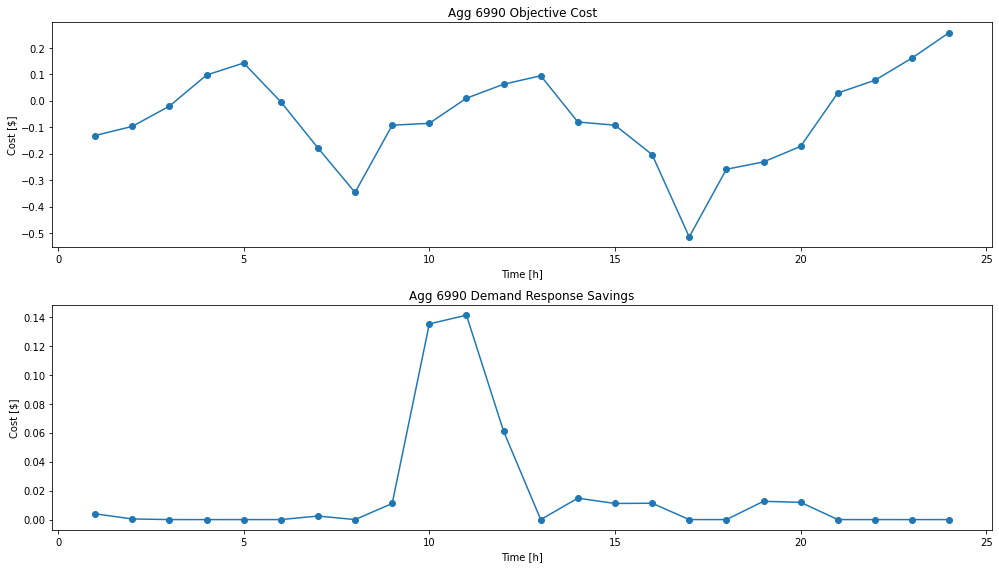 Agg 6990 Objective Cost
Cost [$]
0.2
0.1
0.0
−0.1
−0.2
−0.3
−0.4
−0.5
0 5 10 15 20 25
Time [h]
Agg 6990 Demand Response Savings
Cost [$]
0.14
0.12
0.10
0.08
0.06
0.04
0.02
0.00
0 5 10 15 20 25
Time [h]